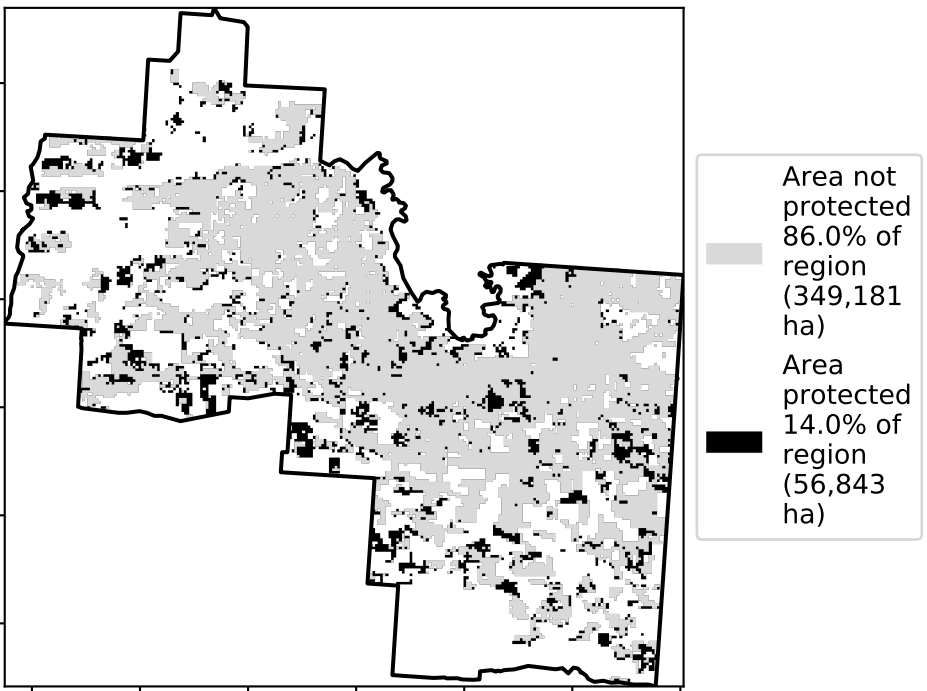 Area not
protected
86.0% of
region
(349,181
ha)
Area
protected
14.0% of
region
(56,843
ha)